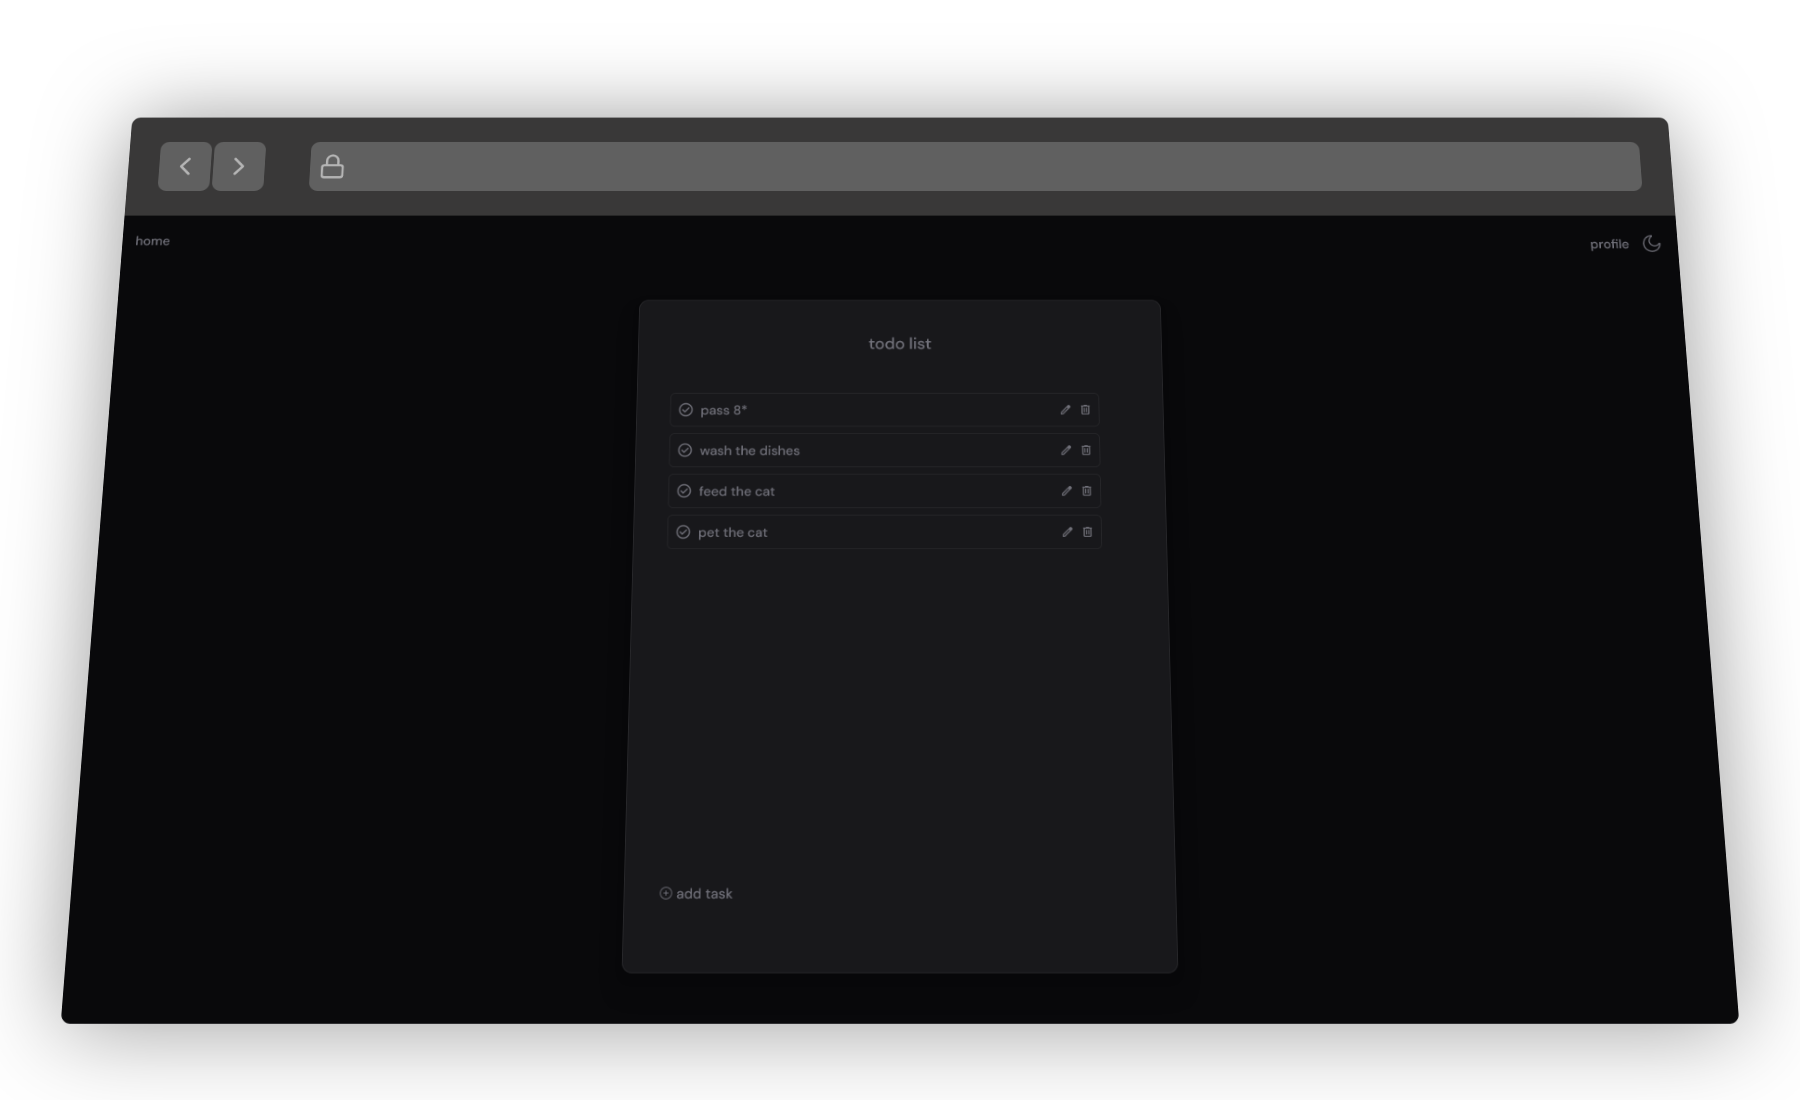 home
profile
todo list
pass 8*
wash the dishes
feed the cat
pet the cat
add task